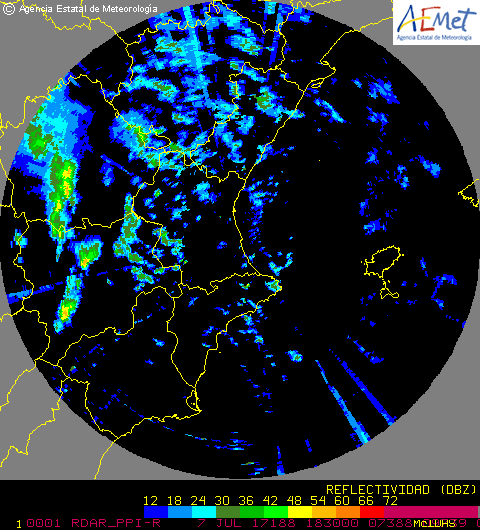 © Agencia Estatal de Meteorología
AEMet
Agencia Estatal de Meteorología
REFLECTIVIDAD (DBZ)
12 18 24 30 36 42 48 54 60 66 72
1 0001 RDAR_PPI-R 7 JUL 17188 183000 07388
McIDAS